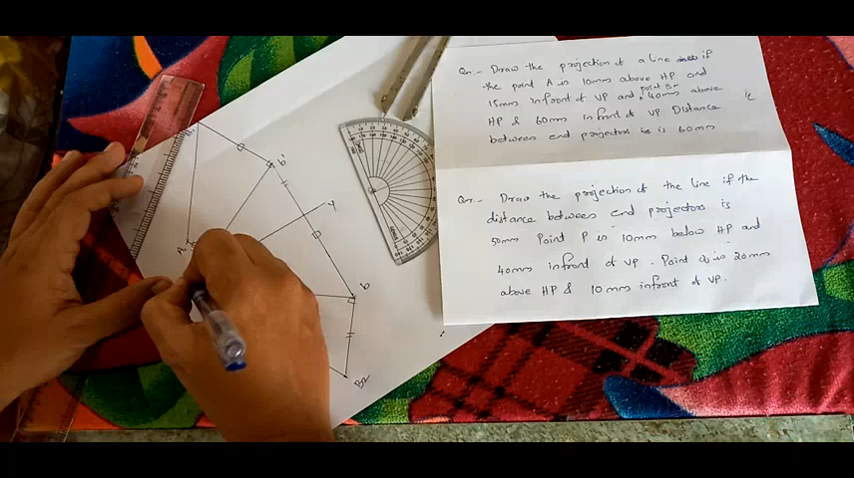 Qn:- Draw the projection of a line if
the point A is 10mm above HP and
15mm infront of VP and point B is 40mm above
HP & 60mm infront of VP Distance
between end projectors is 60mm
Qn:- Draw the projection of the line if the
distance between end projectors is
50mm Point P is 10mm below HP and
40mm infront of VP. Point Q is 20mm
above HP & 10mm infront of VP.
b'
Y
A
b
B2